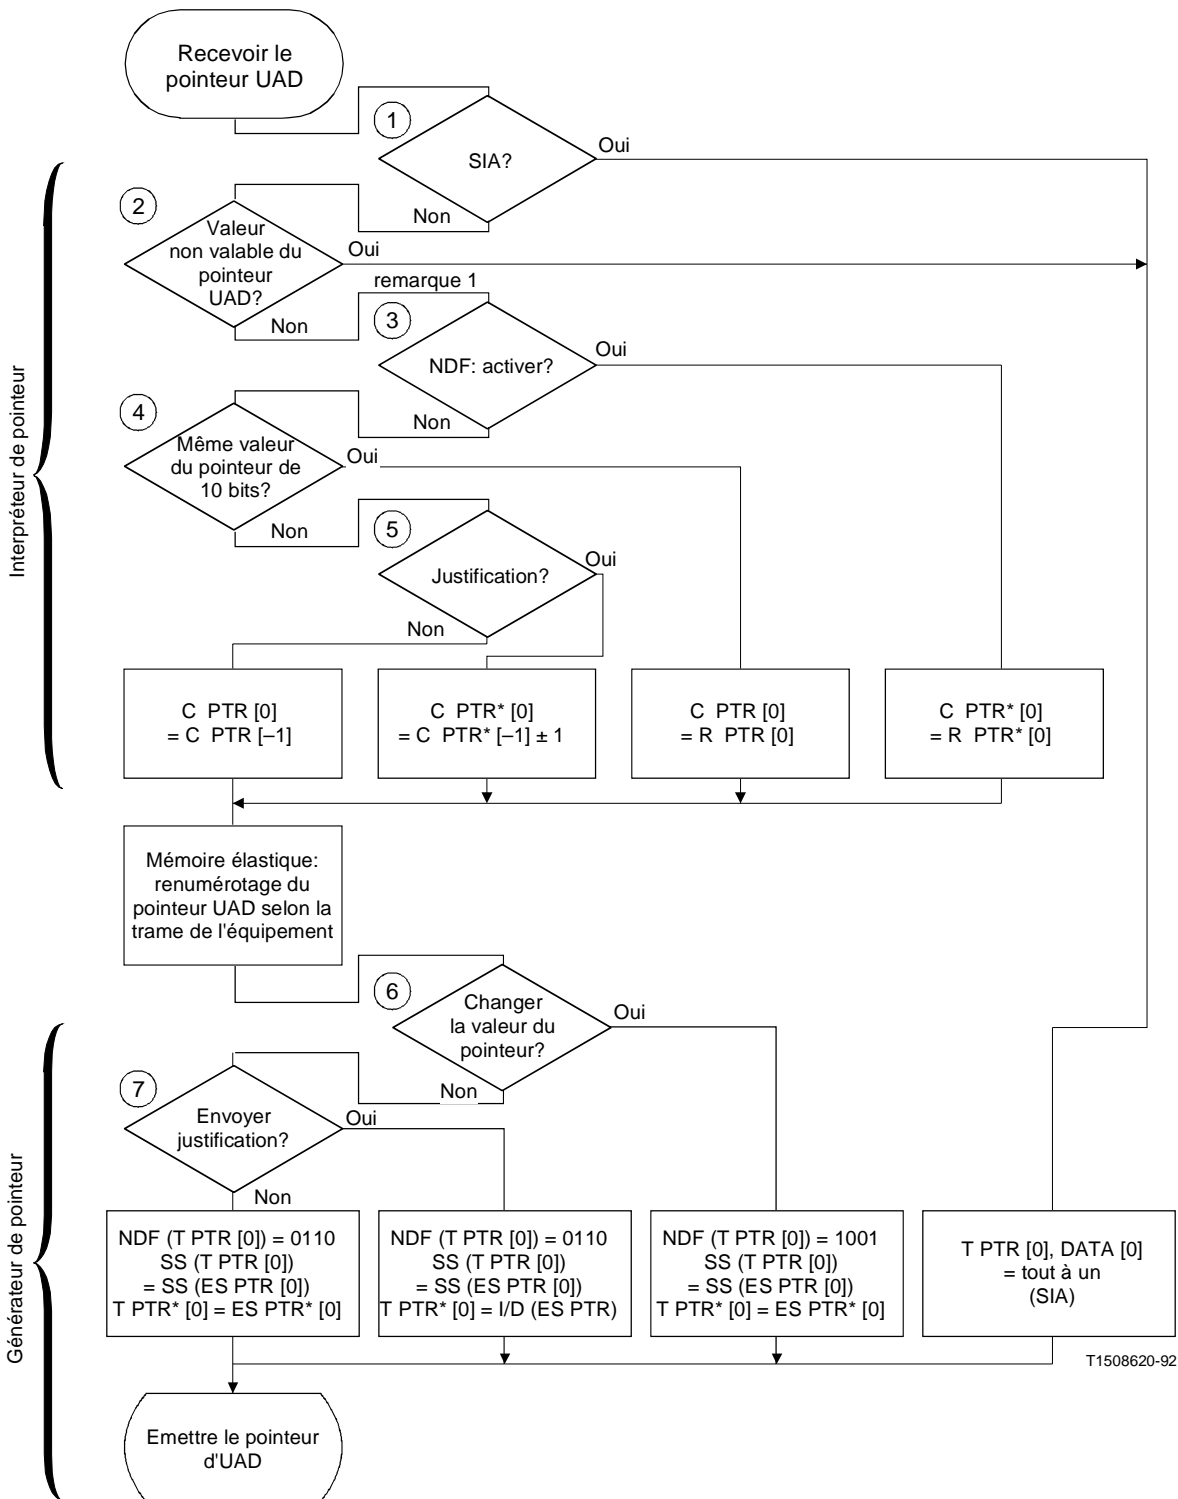 Recevoir le
pointeur UAD
1
SIA?
Oui
Non
2
Valeur
non valable du
pointeur
UAD?
Oui
Non
remarque 1
3
NDF: activer?
Oui
Non
4
Même valeur
du pointeur de
10 bits?
Oui
Non
5
Justification?
Oui
Non
Interpréteur de pointeur
C PTR [0]
= C PTR [–1]
C PTR* [0]
= C PTR* [–1] ± 1
C PTR [0]
= R PTR [0]
C PTR* [0]
= R PTR* [0]
Mémoire élastique:
renumérotage du
pointeur UAD selon la
trame de l'équipement
6
Changer
la valeur du
pointeur?
Oui
Non
7
Envoyer
justification?
Oui
Non
Générateur de pointeur
NDF (T PTR [0]) = 0110
SS (T PTR [0])
= SS (ES PTR [0])
T PTR* [0] = ES PTR* [0]
NDF (T PTR [0]) = 0110
SS (T PTR [0])
= SS (ES PTR [0])
T PTR* [0] = I/D (ES PTR)
NDF (T PTR [0]) = 1001
SS (T PTR [0])
= SS (ES PTR [0])
T PTR* [0] = ES PTR* [0]
T PTR [0], DATA [0]
= tout à un
(SIA)
T1508620-92
Emettre le pointeur
d'UAD